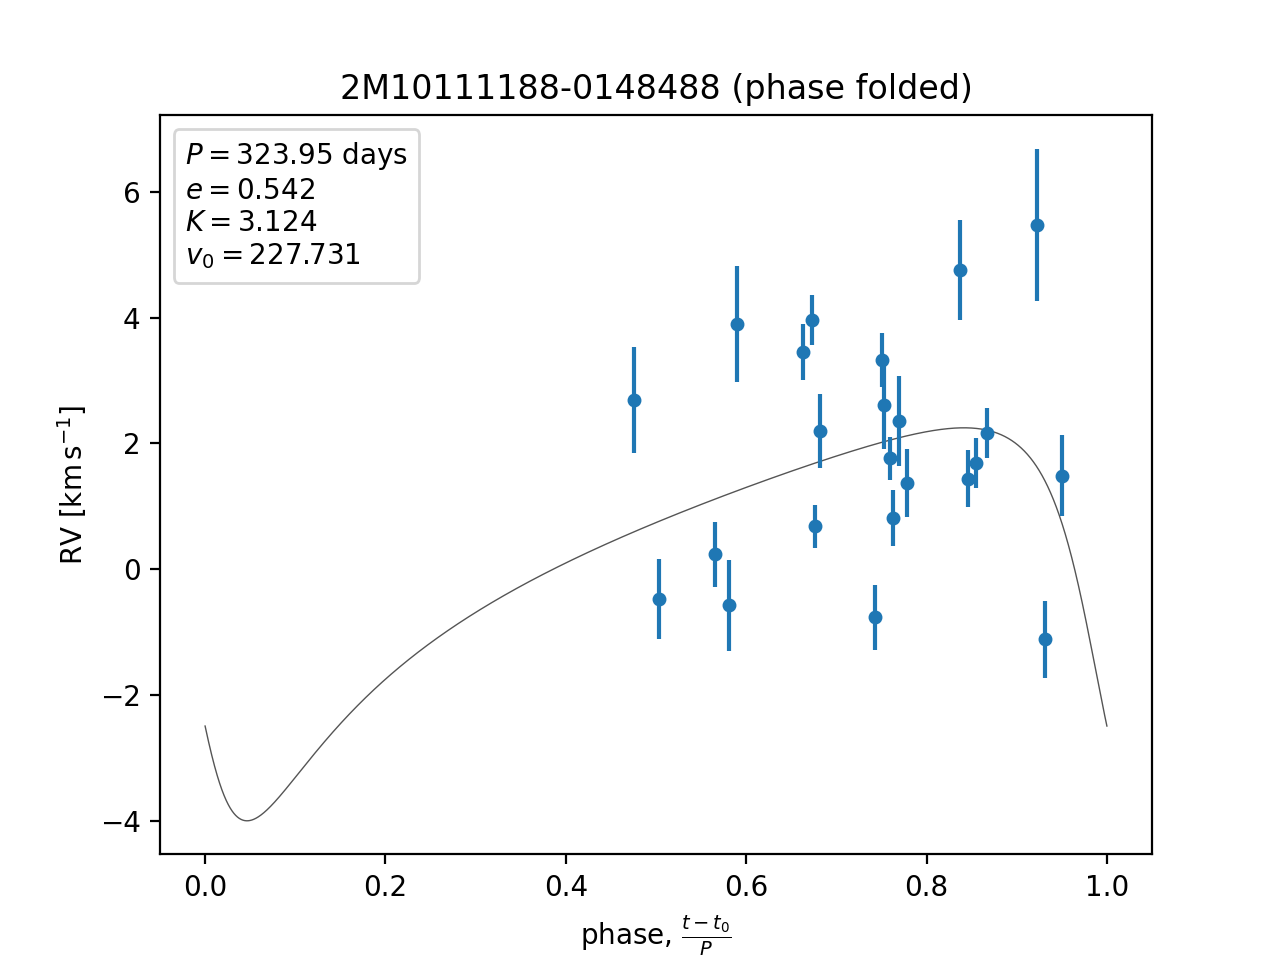 2M10111188-0148488 (phase folded)
P = 323.95 days
e = 0.542
K = 3.124
v₀ = 227.731
6
4
2
0
−2
−4
RV [km s⁻¹]
0.0 0.2 0.4 0.6 0.8 1.0
phase, (t − t₀)/P